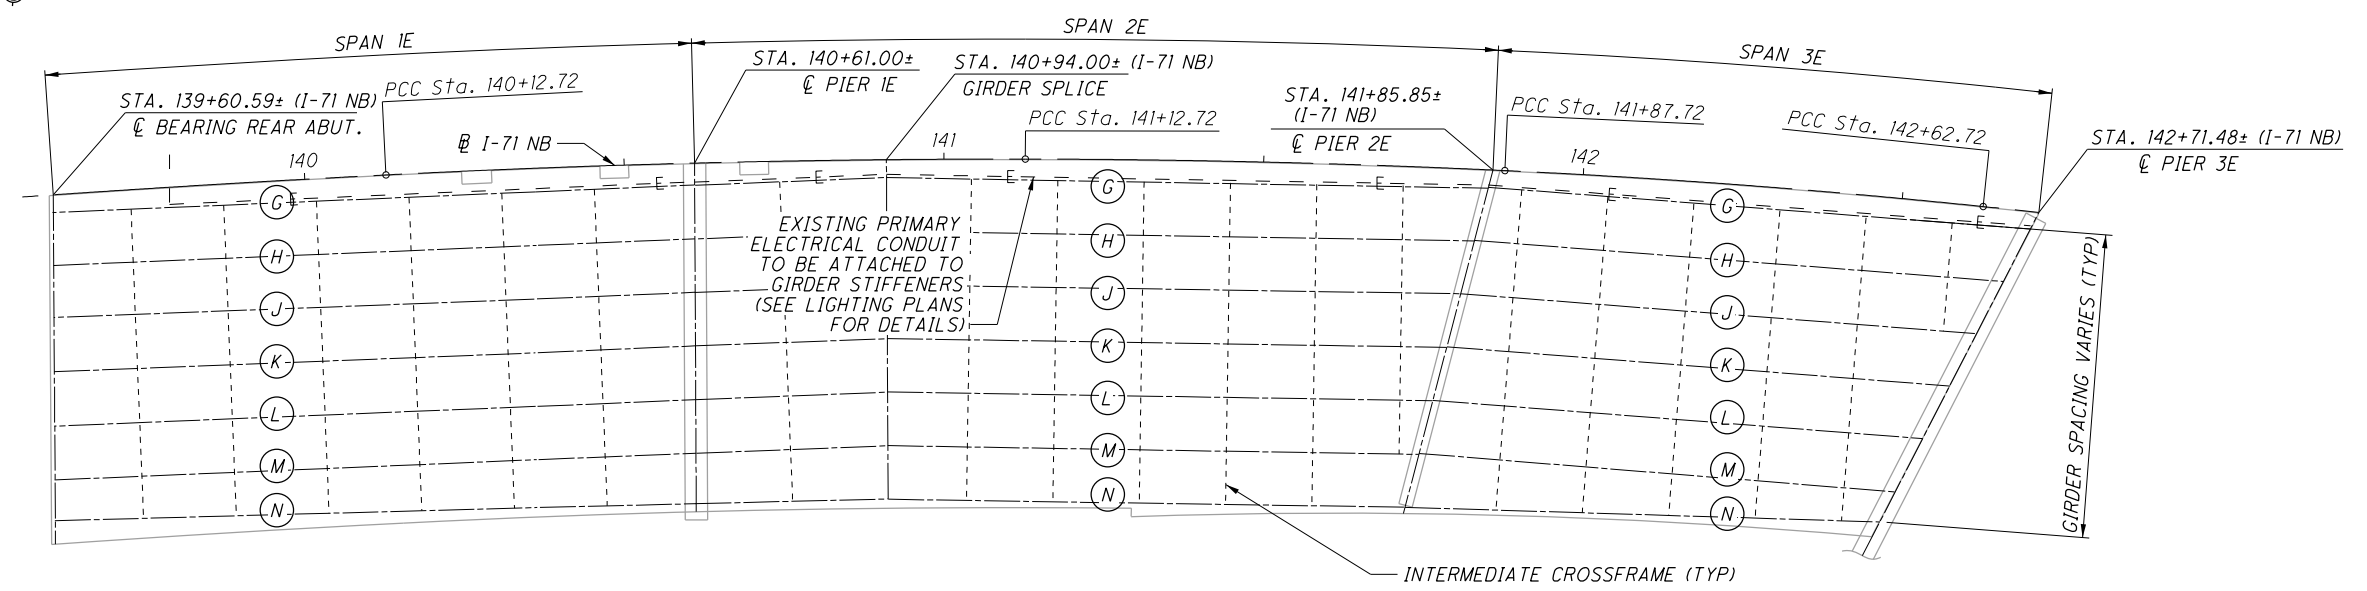 SPAN 1E
SPAN 2E
SPAN 3E
STA. 139+60.59± (I-71 NB)
℄ BEARING REAR ABUT.
PCC Sta. 140+12.72
STA. 140+61.00±
℄ PIER 1E
STA. 140+94.00± (I-71 NB)
GIRDER SPLICE
PCC Sta. 141+12.72
STA. 141+85.85±
(I-71 NB)
℄ PIER 2E
PCC Sta. 141+87.72
PCC Sta. 142+62.72
STA. 142+71.48± (I-71 NB)
℄ PIER 3E
140
BL I-71 NB
141
142
E
E
E
E
E
E
E
G
G
G
H
H
H
J
J
J
K
K
K
L
L
L
M
M
M
N
N
N
EXISTING PRIMARY
ELECTRICAL CONDUIT
TO BE ATTACHED TO
GIRDER STIFFENERS
(SEE LIGHTING PLANS
FOR DETAILS)
GIRDER SPACING VARIES (TYP)
INTERMEDIATE CROSSFRAME (TYP)